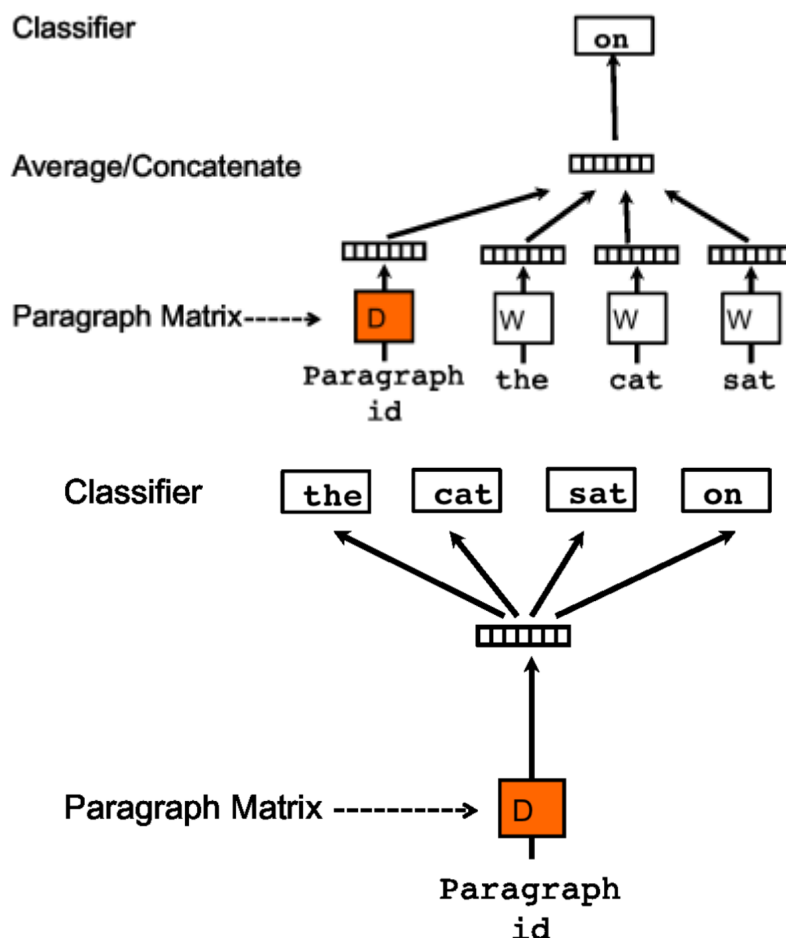 Classifier
on
Average/Concatenate
Paragraph Matrix
D
W
W
W
Paragraph
id
the
cat
sat
Classifier
the
cat
sat
on
Paragraph Matrix
D
Paragraph
id